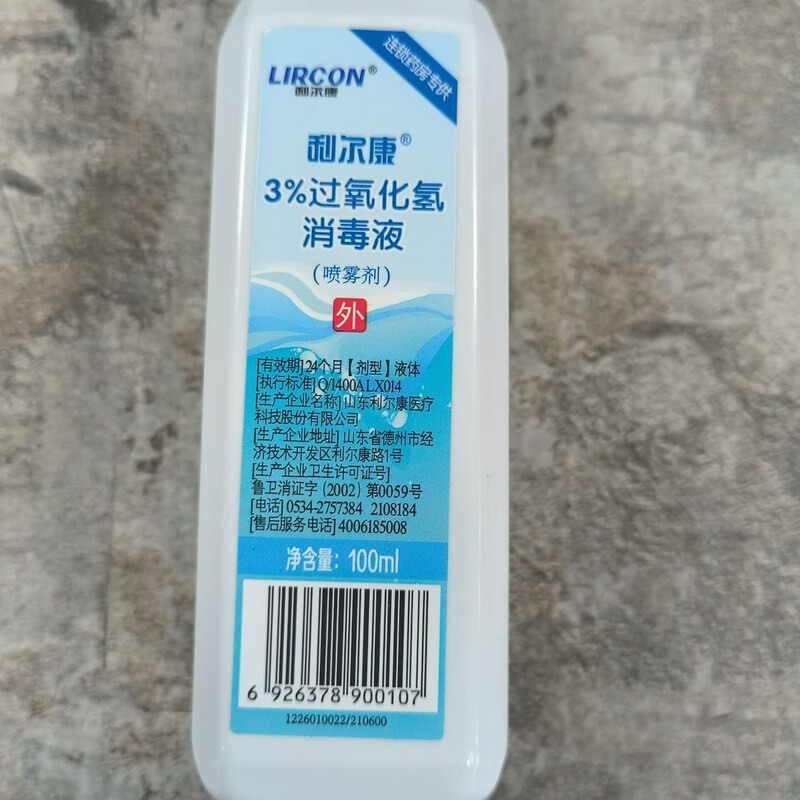 连锁药房专供
LIRCON®
利尔康
利尔康®
3%过氧化氢
消毒液
(喷雾剂)
外
[有效期]24个月【剂型】液体
[执行标准]Q/1400ALX014
[生产企业名称]山东利尔康医疗
科技股份有限公司
[生产企业地址]山东省德州市经
济技术开发区利尔康路1号
[生产企业卫生许可证号]
鲁卫消证字(2002)第0059号
[电话]0534-2757384 2108184
[售后服务电话]4006185008
净含量：100ml
6 926378 900107
1226010022/210600